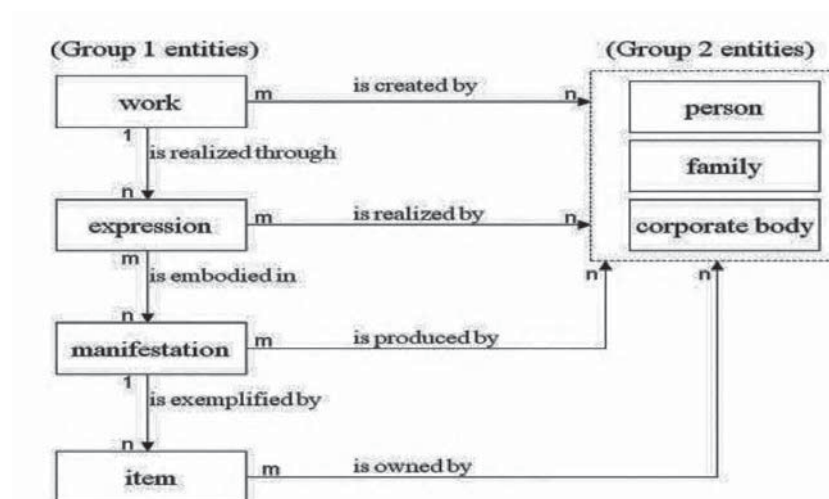 (Group 1 entities) (Group 2 entities)
work m is created by n person
1
is realized through
family
n
expression m is realized by n corporate body
m
is embodied in n n
n
manifestation m is produced by
1
is exemplified by
n
item m is owned by